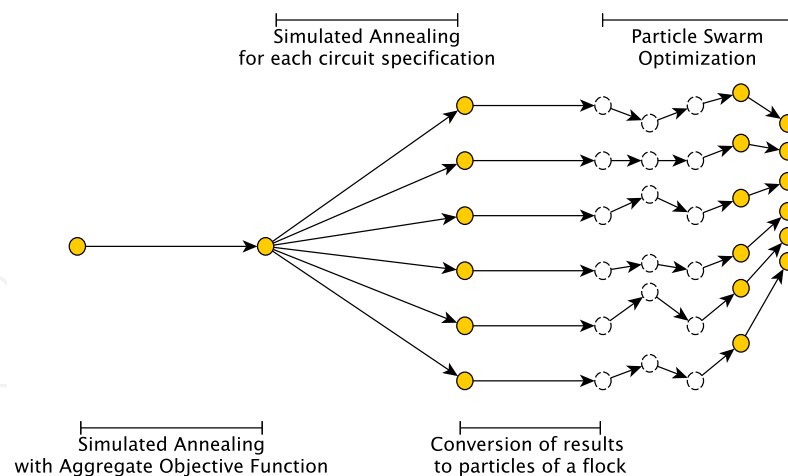 Simulated Annealing
for each circuit specification
Particle Swarm
Optimization
Simulated Annealing
with Aggregate Objective Function
Conversion of results
to particles of a flock